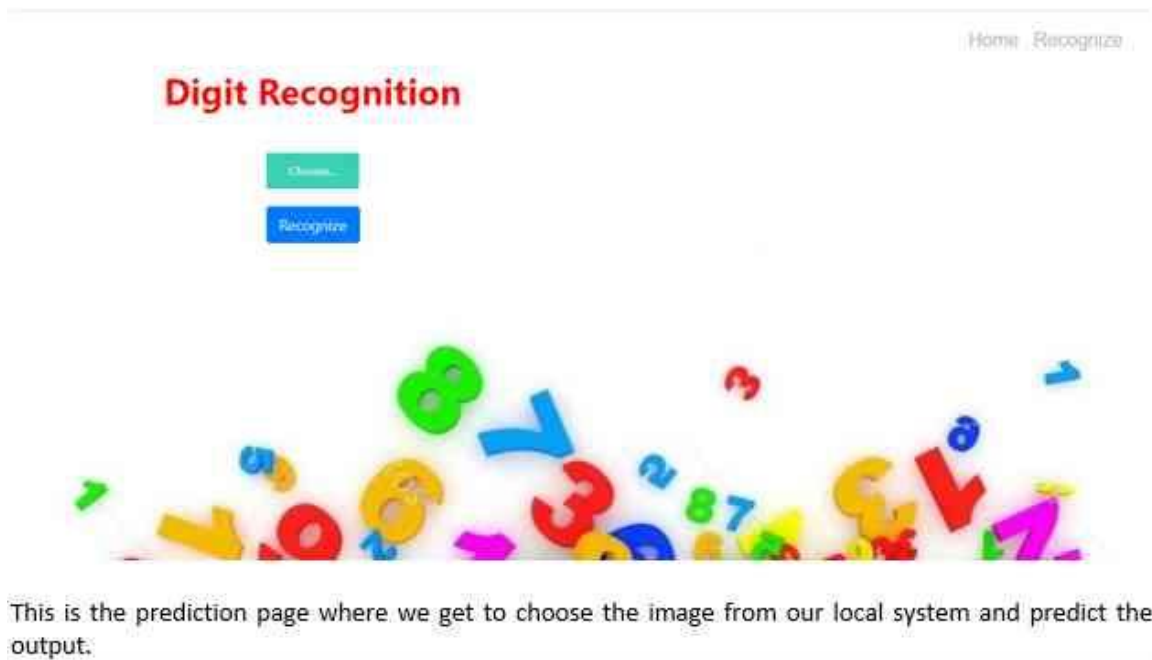 Home Recognize
Digit Recognition
Choose...
Recognize
This is the prediction page where we get to choose the image from our local system and predict the
output.